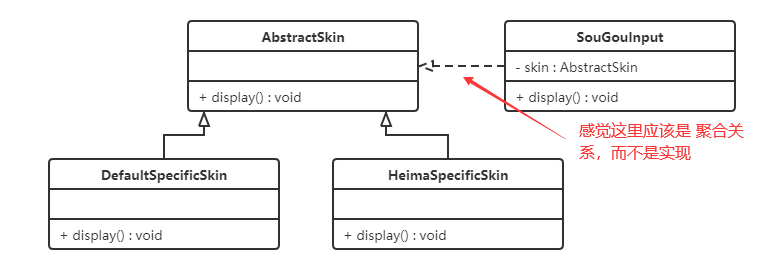 AbstractSkin
+ display() : void
SouGouInput
- skin : AbstractSkin
+ display() : void
感觉这里应该是 聚合关
系，而不是实现
DefaultSpecificSkin
+ display() : void
HeimaSpecificSkin
+ display() : void